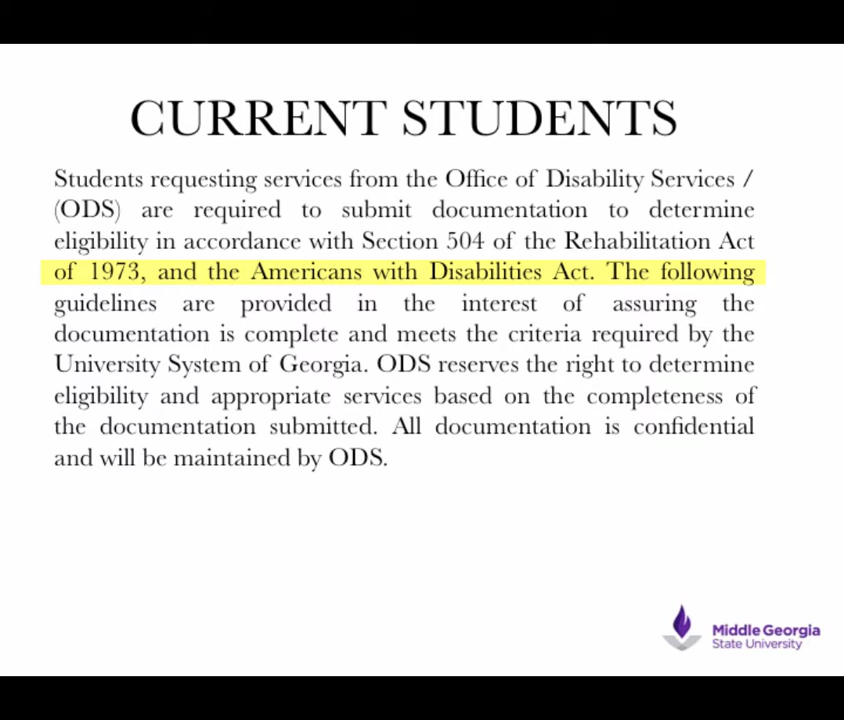 CURRENT STUDENTS
Students requesting services from the Office of Disability Services /
(ODS) are required to submit documentation to determine
eligibility in accordance with Section 504 of the Rehabilitation Act
of 1973, and the Americans with Disabilities Act. The following
guidelines are provided in the interest of assuring the
documentation is complete and meets the criteria required by the
University System of Georgia. ODS reserves the right to determine
eligibility and appropriate services based on the completeness of
the documentation submitted. All documentation is confidential
and will be maintained by ODS.
Middle Georgia
State University